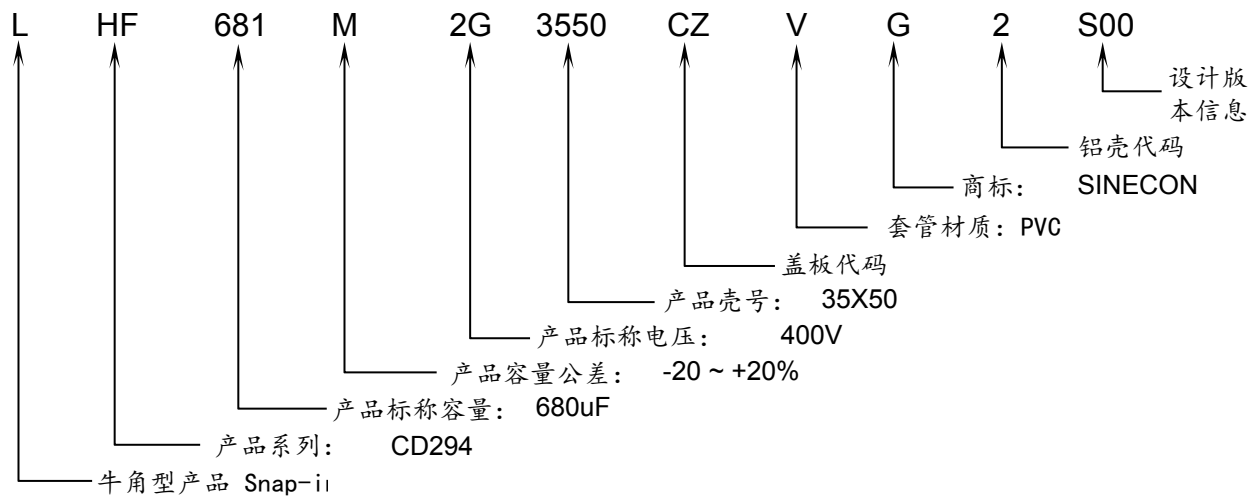 L HF 681 M 2G 3550 CZ V G 2 S00
设计版
本信息
铝壳代码
商标： SINECON
套管材质：PVC
盖板代码
产品壳号： 35X50
产品标称电压： 400V
产品容量公差： -20 ~ +20%
产品标称容量： 680uF
产品系列： CD294
牛角型产品